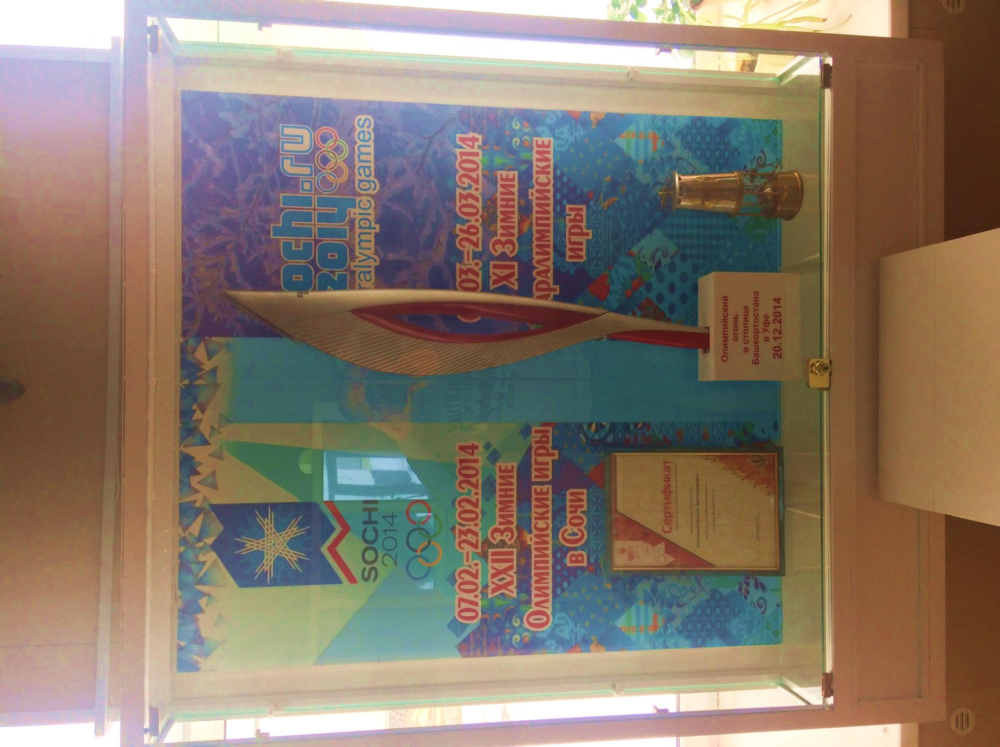 SOCHI
2014
07.02.–23.02.2014
XXII Зимние
Олимпийские игры
в Сочи
sochi.ru
2014
ralympic games
03.–26.03.2014
XI Зимние
аралимпийские
игры
Сертификат
Олимпийский
огонь
в столице
Башкортостана
в Уфе
20.12.2014